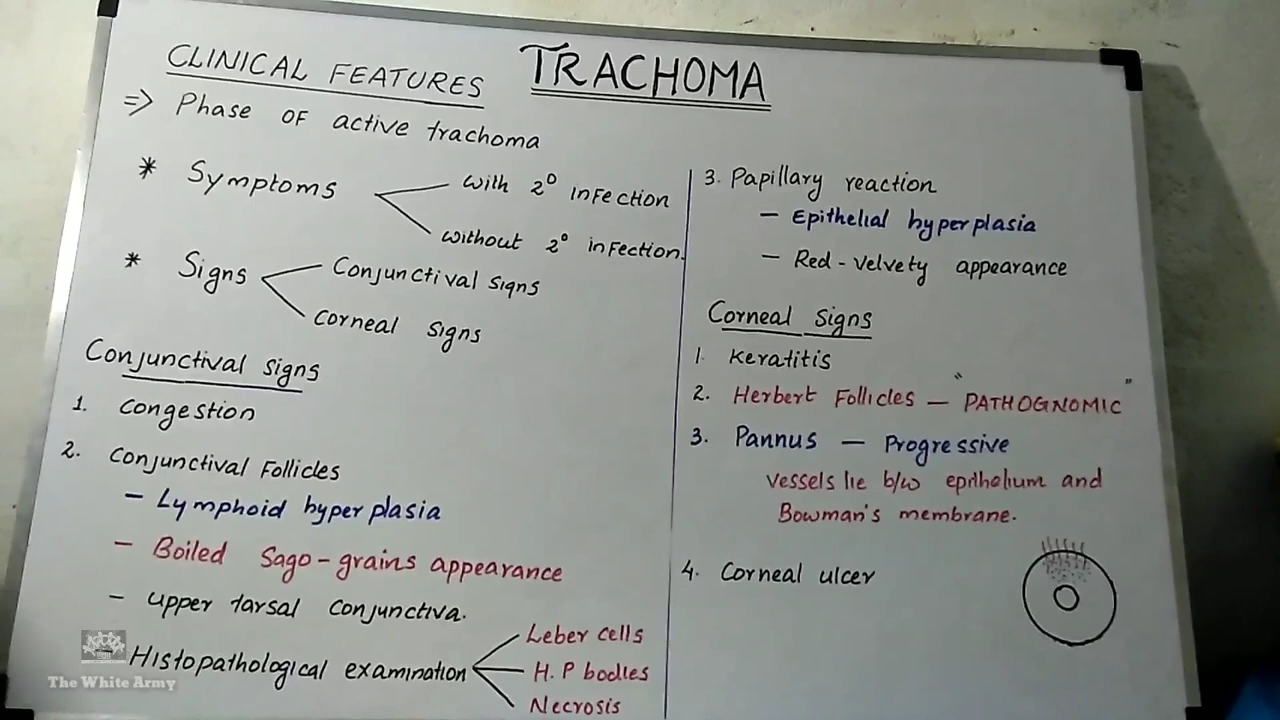 TRACHOMA
CLINICAL FEATURES
=> Phase OF active trachoma
* Symptoms
With 2° infection
without 2° infection.
* Signs
Conjunctival signs
corneal signs
Conjunctival signs
1. congestion
2. conjunctival Follicles
- Lymphoid hyperplasia
- Boiled Sago-grains appearance
- upper tarsal conjunctiva.
Histopathological examination
Leber cells
H.P bodies
Necrosis
3. Papillary reaction
- Epithelial hyperplasia
- Red-velvety appearance
Corneal signs
1. Keratitis
2. Herbert Follicles - "PATHOGNOMIC"
3. Pannus - Progressive
vessels lie b/w epithelium and
Bowman's membrane.
4. Corneal ulcer
The White Army